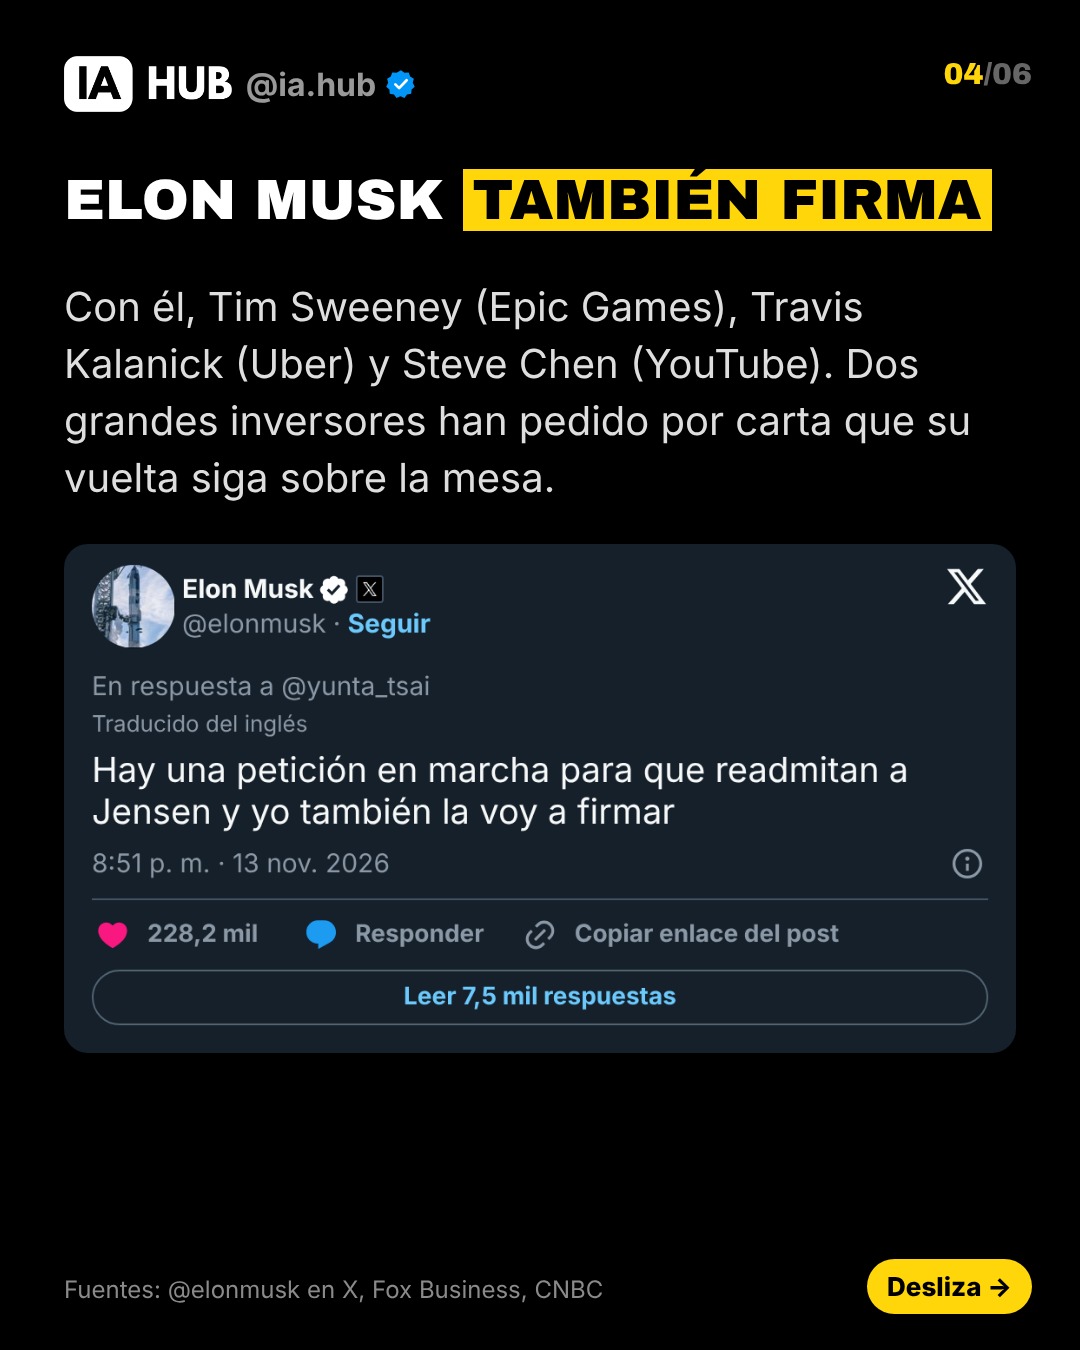 IA HUB @ia.hub
04/06
ELON MUSK TAMBIÉN FIRMA
Con él, Tim Sweeney (Epic Games), Travis
Kalanick (Uber) y Steve Chen (YouTube). Dos
grandes inversores han pedido por carta que su
vuelta siga sobre la mesa.
Elon Musk
@elonmusk · Seguir
En respuesta a @yunta_tsai
Traducido del inglés
Hay una petición en marcha para que readmitan a
Jensen y yo también la voy a firmar
8:51 p. m. · 13 nov. 2026
228,2 mil Responder Copiar enlace del post
Leer 7,5 mil respuestas
Fuentes: @elonmusk en X, Fox Business, CNBC
Desliza →